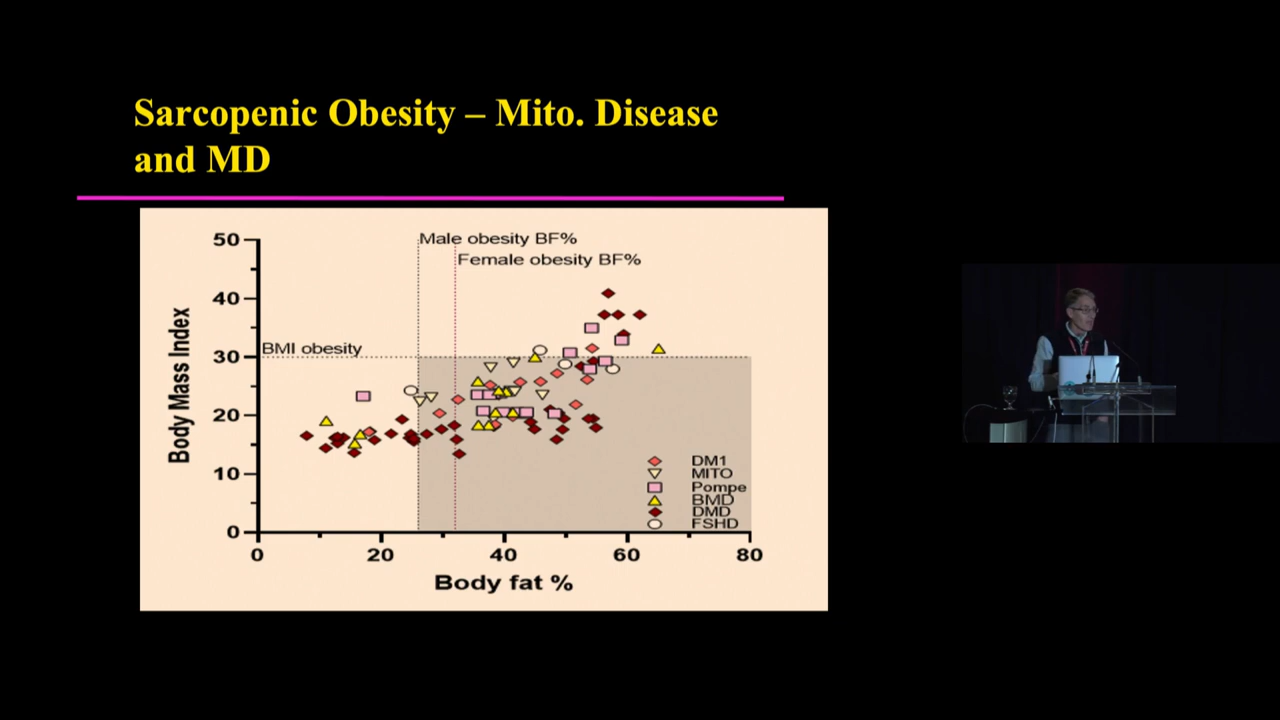 Sarcopenic Obesity – Mito. Disease
and MD
Male obesity BF%
Female obesity BF%
BMI obesity
Body Mass Index
50
40
30
20
10
0
0 20 40 60 80
Body fat %
DM1
MITO
Pompe
BMD
DMD
FSHD